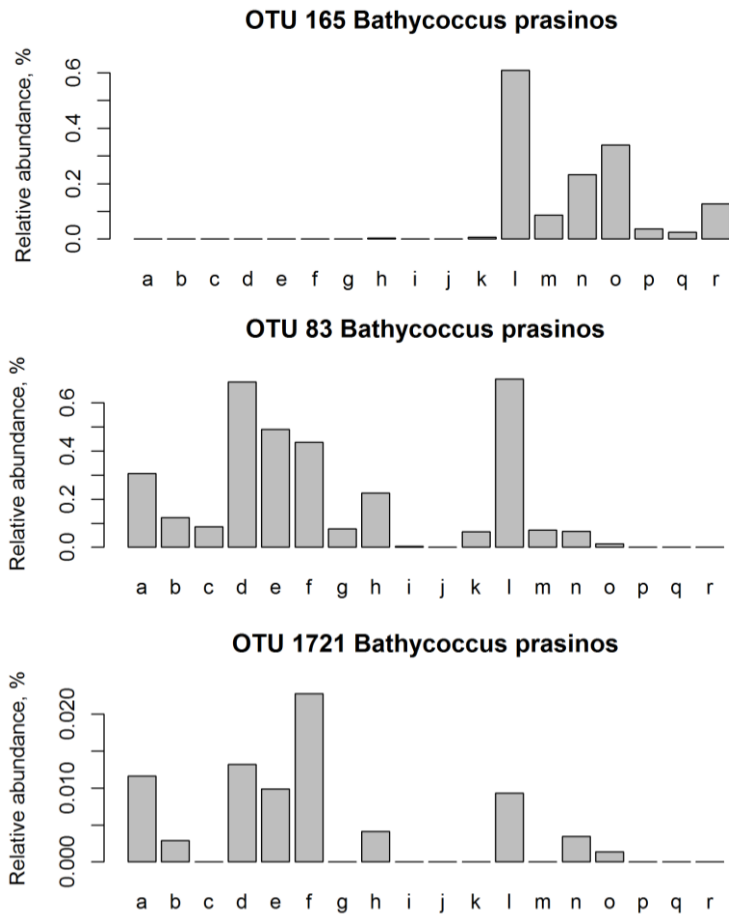 OTU 165 Bathycoccus prasinos
Relative abundance, %
0.6
0.4
0.2
0.0
a b c d e f g h i j k l m n o p q r
OTU 83 Bathycoccus prasinos
Relative abundance, %
0.6
0.4
0.2
0.0
a b c d e f g h i j k l m n o p q r
OTU 1721 Bathycoccus prasinos
Relative abundance, %
0.020
0.010
0.000
a b c d e f g h i j k l m n o p q r